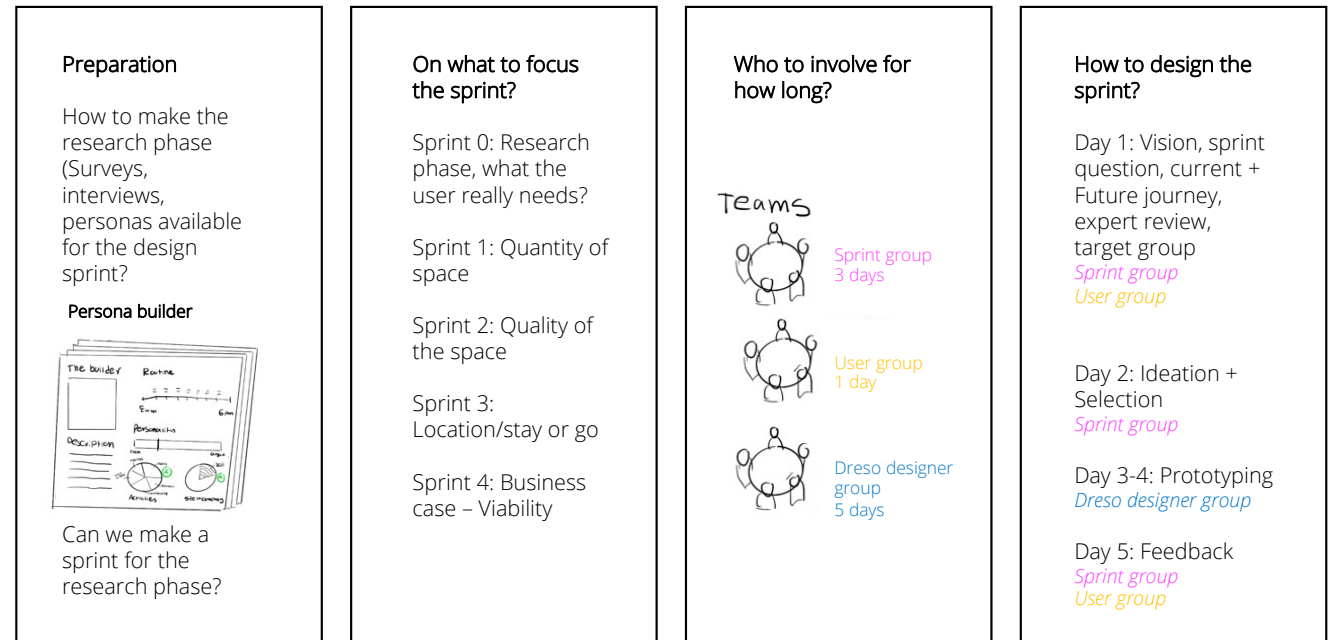 Preparation
How to make the
research phase
(Surveys,
interviews,
personas available
for the design
sprint?
Persona builder
The builder
Routine
8am
6pm
Description
Personality
Activities
Can we make a
sprint for the
research phase?
On what to focus
the sprint?
Sprint 0: Research
phase, what the
user really needs?
Sprint 1: Quantity of
space
Sprint 2: Quality of
the space
Sprint 3:
Location/stay or go
Sprint 4: Business
case – Viability
Who to involve for
how long?
Teams
Sprint group
3 days
User group
1 day
Dreso designer
group
5 days
How to design the
sprint?
Day 1: Vision, sprint
question, current +
Future journey,
expert review,
target group
Sprint group
User group
Day 2: Ideation +
Selection
Sprint group
Day 3-4: Prototyping
Dreso designer group
Day 5: Feedback
Sprint group
User group